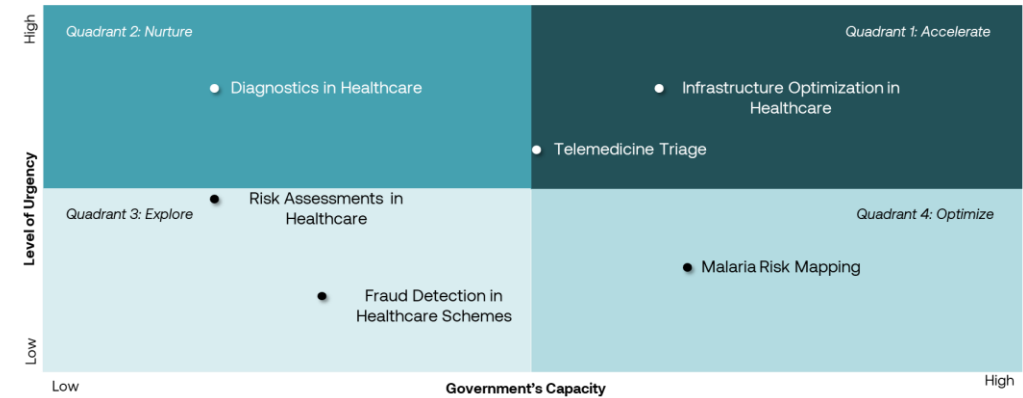 High
Quadrant 2: Nurture
Quadrant 1: Accelerate
Diagnostics in Healthcare
Infrastructure Optimization in
Healthcare
Telemedicine Triage
Level of Urgency
Risk Assessments in
Healthcare
Quadrant 3: Explore
Quadrant 4: Optimize
Malaria Risk Mapping
Fraud Detection in
Healthcare Schemes
Low
Low
Government’s Capacity
High